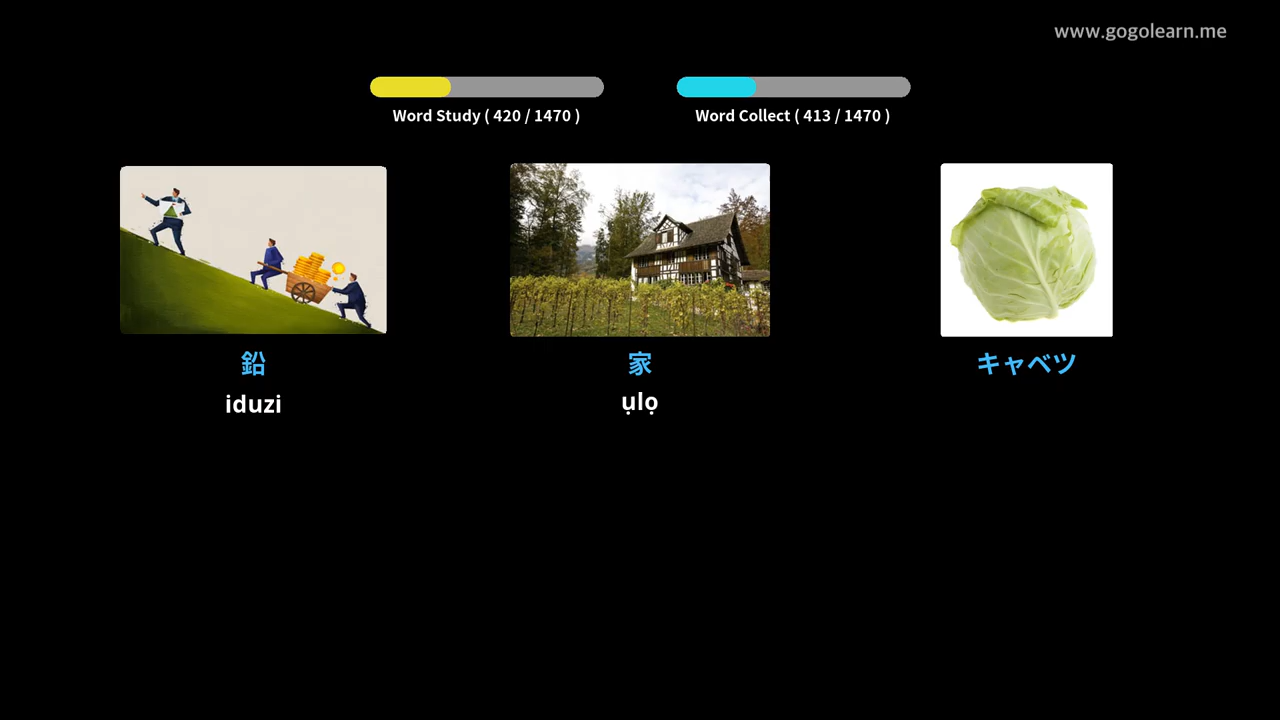 www.gogolearn.me
Word Study ( 420 / 1470 )
Word Collect ( 413 / 1470 )
鉛
家
キャベツ
iduzi
ụlọ